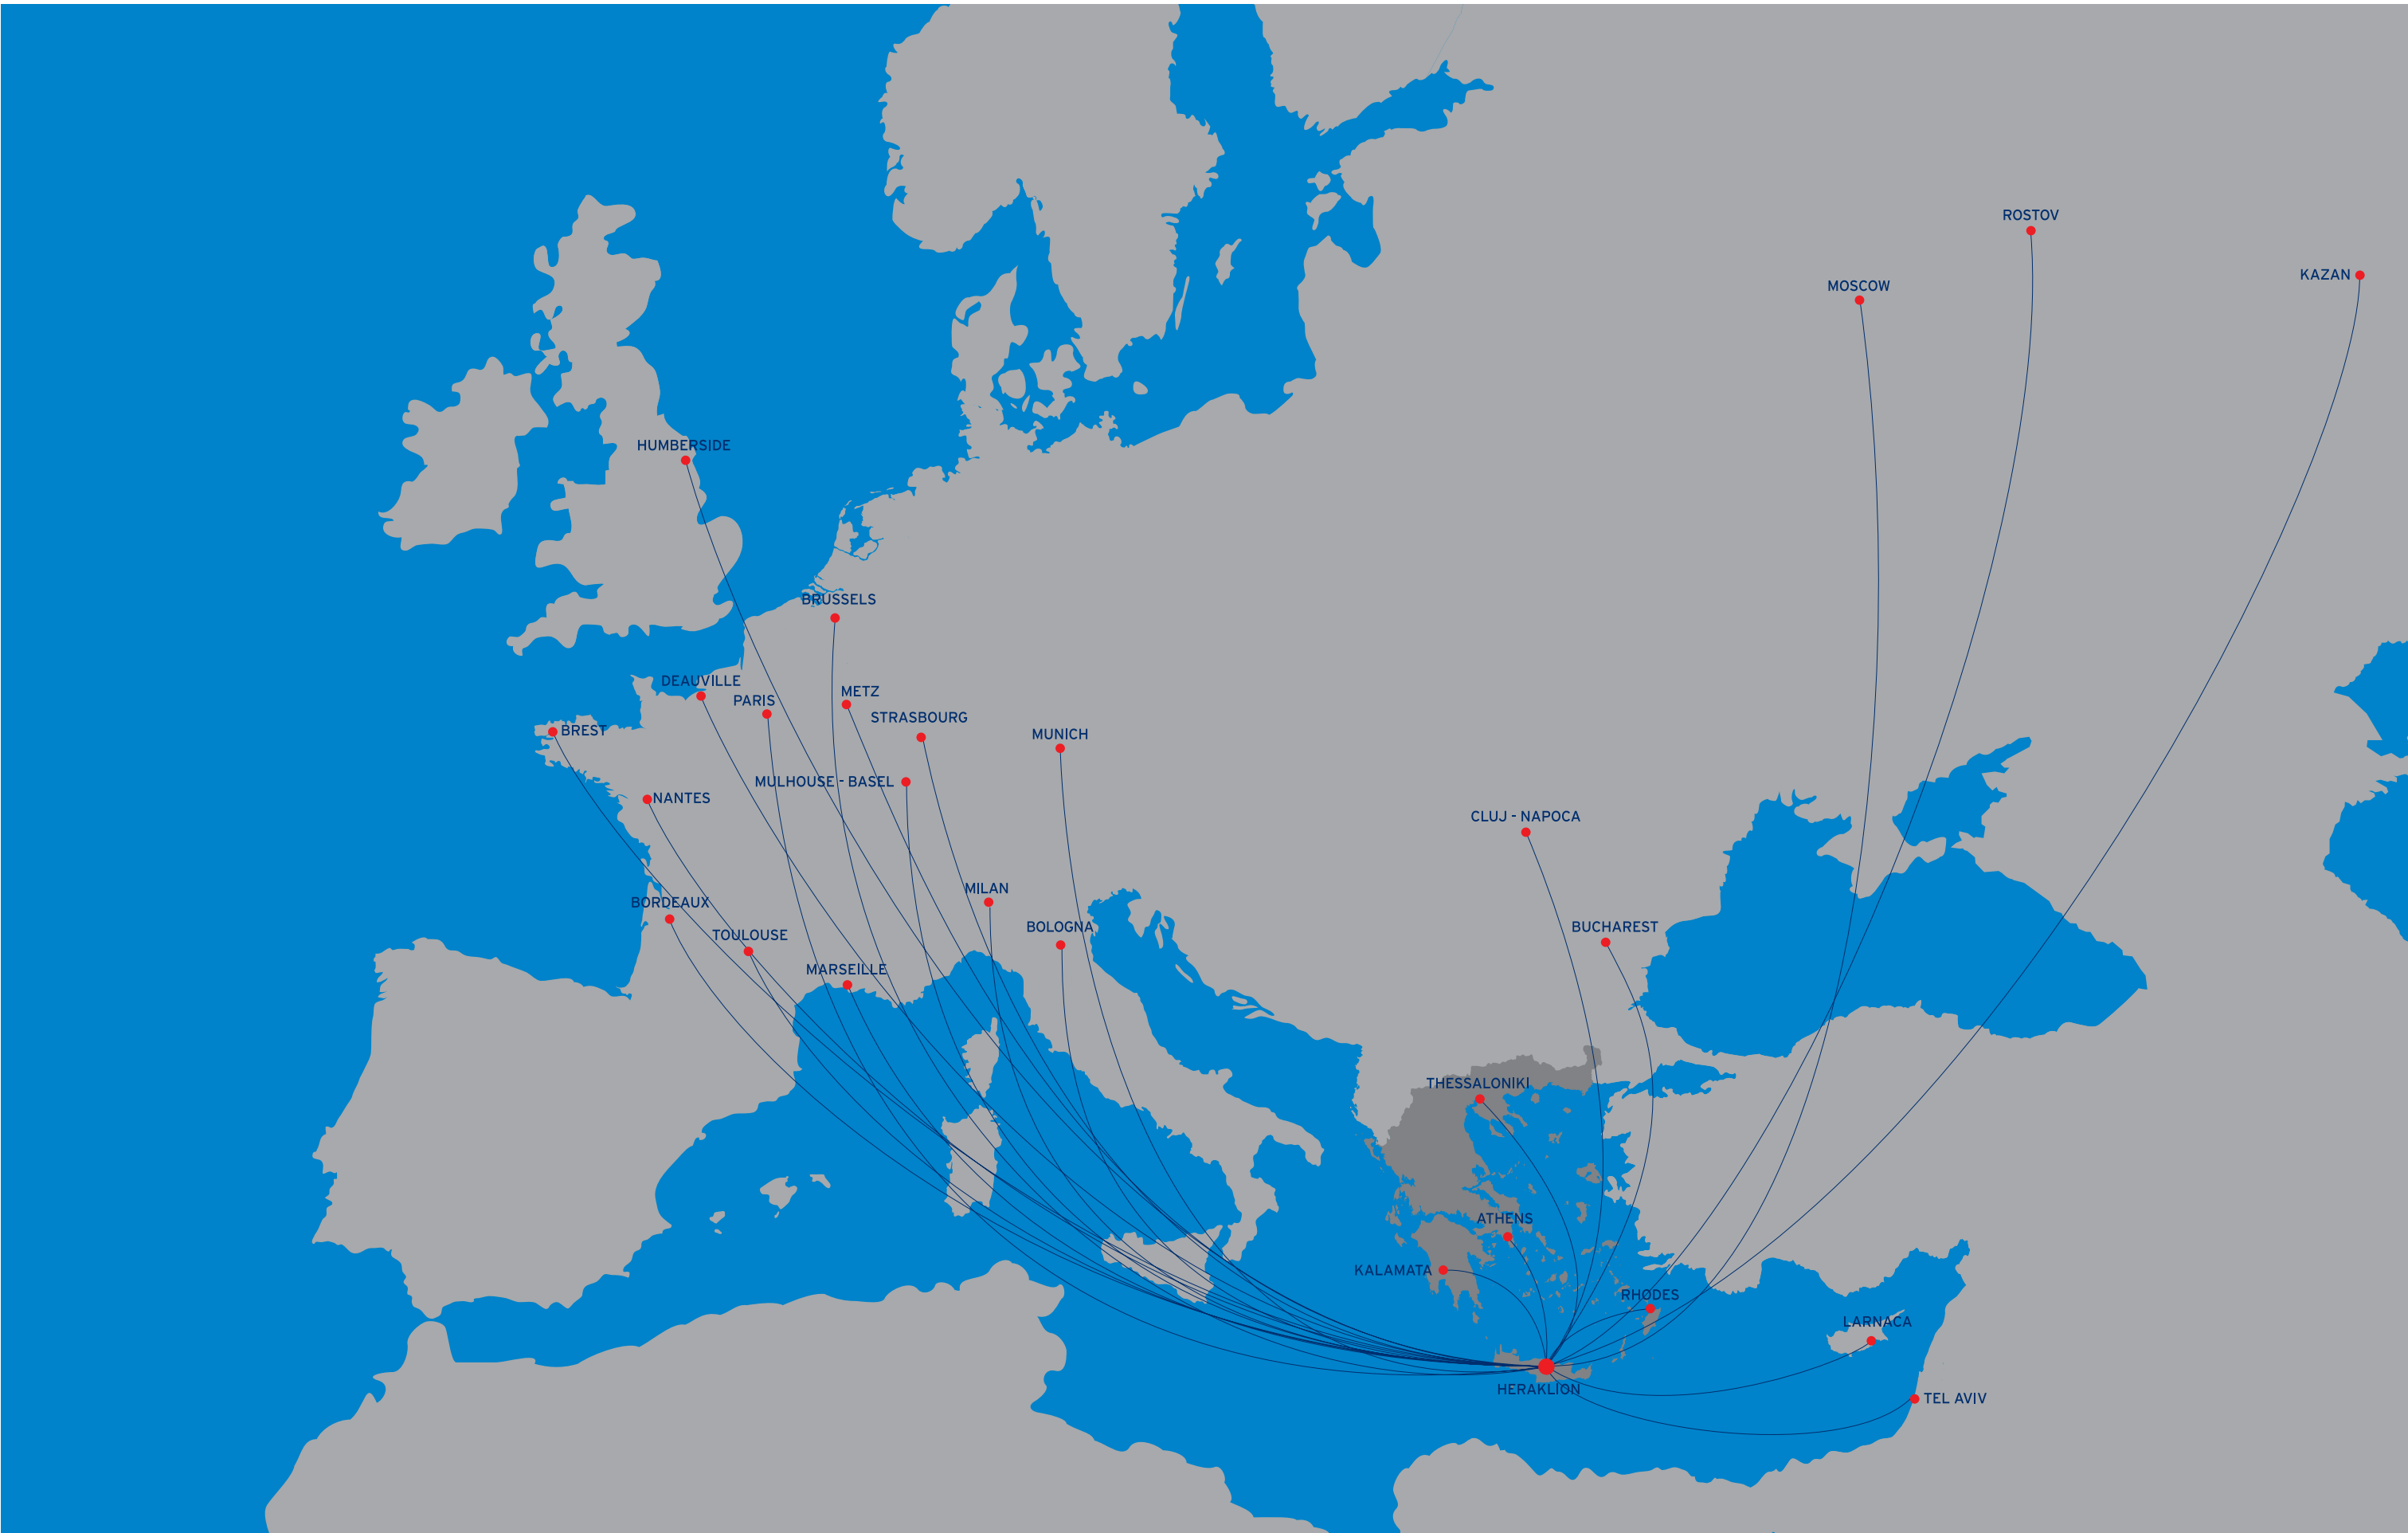 ROSTOV
KAZAN
MOSCOW
HUMBERSIDE
BRUSSELS
DEAUVILLE
METZ
PARIS
STRASBOURG
BREST
MUNICH
MULHOUSE - BASEL
NANTES
CLUJ - NAPOCA
MILAN
BORDEAUX
BOLOGNA
BUCHAREST
TOULOUSE
MARSEILLE
THESSALONIKI
ATHENS
KALAMATA
RHODES
LARNACA
HERAKLION
TEL AVIV